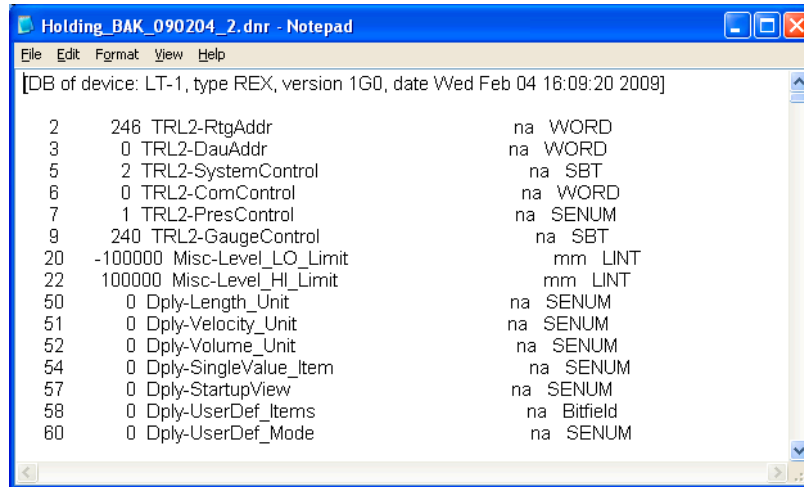 Holding_BAK_090204_2.dnr - Notepad
File Edit Format View Help
[DB of device: LT-1, type REX, version 1G0, date Wed Feb 04 16:09:20 2009]
2 246 TRL2-RtgAddr na WORD
3 0 TRL2-DauAddr na WORD
5 2 TRL2-SystemControl na SBT
6 0 TRL2-ComControl na WORD
7 1 TRL2-PresControl na SENUM
9 240 TRL2-GaugeControl na SBT
20 -100000 Misc-Level_LO_Limit mm LINT
22 100000 Misc-Level_HI_Limit mm LINT
50 0 Dply-Length_Unit na SENUM
51 0 Dply-Velocity_Unit na SENUM
52 0 Dply-Volume_Unit na SENUM
54 0 Dply-SingleValue_Item na SENUM
57 0 Dply-StartupView na SENUM
58 0 Dply-UserDef_Items na Bitfield
60 0 Dply-UserDef_Mode na SENUM